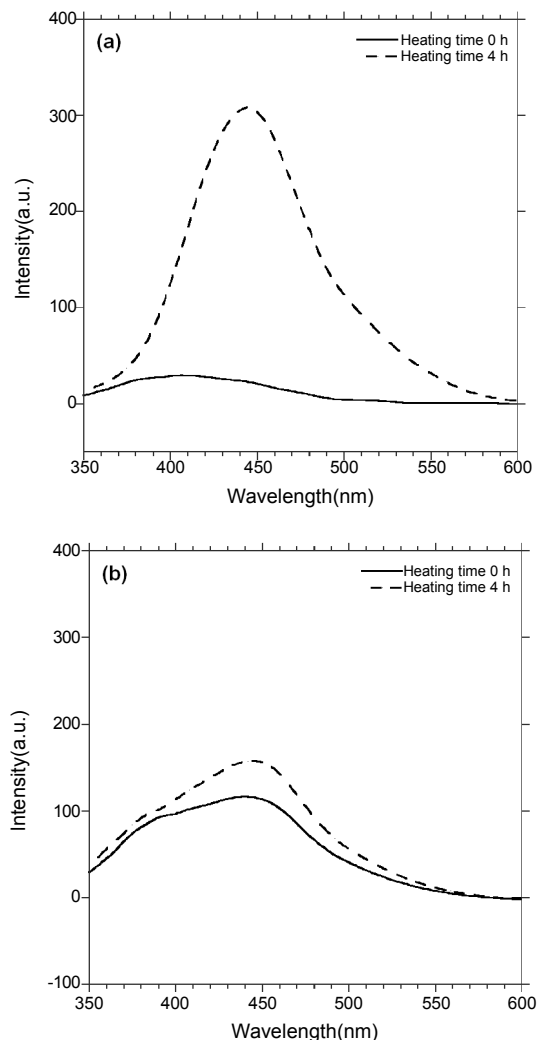 (a)
Heating time 0 h
Heating time 4 h
400
300
200
100
0
Intensity(a.u.)
350 400 450 500 550 600
Wavelength(nm)
(b)
Heating time 0 h
Heating time 4 h
400
300
200
100
0
-100
Intensity(a.u.)
350 400 450 500 550 600
Wavelength(nm)